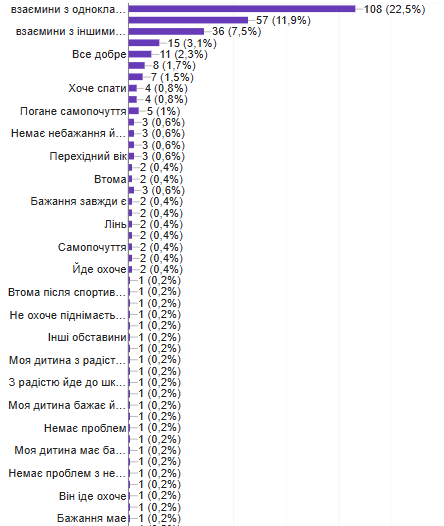 взаємини з однокла… 108 (22,5%)
57 (11,9%)
взаємини з іншими… 36 (7,5%)
15 (3,1%)
Все добре 11 (2,3%)
8 (1,7%)
7 (1,5%)
Хоче спати 4 (0,8%)
4 (0,8%)
Погане самопочуття 5 (1%)
3 (0,6%)
Немає небажання й… 3 (0,6%)
3 (0,6%)
Перехідний вік 3 (0,6%)
2 (0,4%)
Втома 2 (0,4%)
3 (0,6%)
Бажання завжди є 2 (0,4%)
2 (0,4%)
Лінь 2 (0,4%)
2 (0,4%)
Самопочуття 2 (0,4%)
2 (0,4%)
Йде охоче 2 (0,4%)
1 (0,2%)
Втома після спортив… 1 (0,2%)
1 (0,2%)
Не охоче піднімаєть… 1 (0,2%)
1 (0,2%)
Інші обставини 1 (0,2%)
1 (0,2%)
Моя дитина з радіст… 1 (0,2%)
1 (0,2%)
З радістю йде до шк… 1 (0,2%)
1 (0,2%)
Моя дитина бажає й… 1 (0,2%)
1 (0,2%)
Немає проблем 1 (0,2%)
1 (0,2%)
Моя дитина має ба… 1 (0,2%)
1 (0,2%)
Немає проблем з не… 1 (0,2%)
1 (0,2%)
Він іде охоче 1 (0,2%)
1 (0,2%)
Бажання має 1 (0,2%)